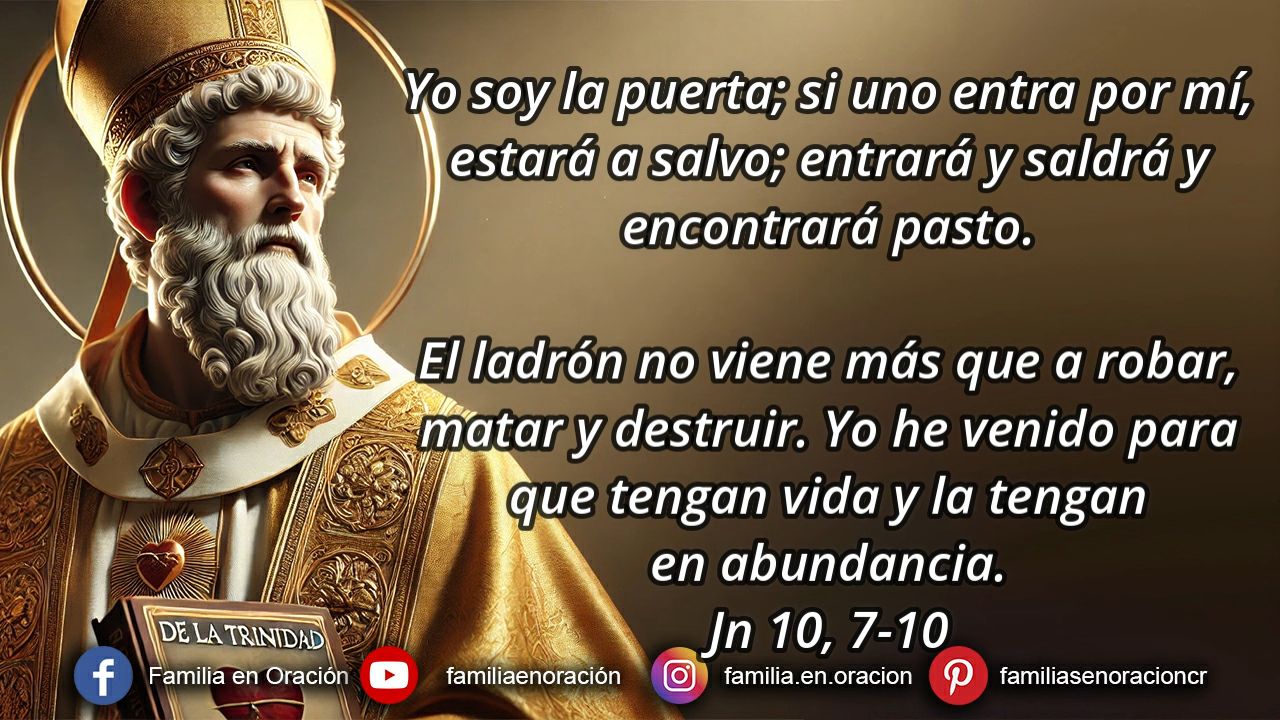 Yo soy la puerta; si uno entra por mí,
estará a salvo; entrará y saldrá y
encontrará pasto.
El ladrón no viene más que a robar,
matar y destruir. Yo he venido para
que tengan vida y la tengan
en abundancia.
Jn 10, 7-10
DE LA TRINIDAD
Familia en Oración
familiaenoración
familia.en.oracion
familiasenoracioncr